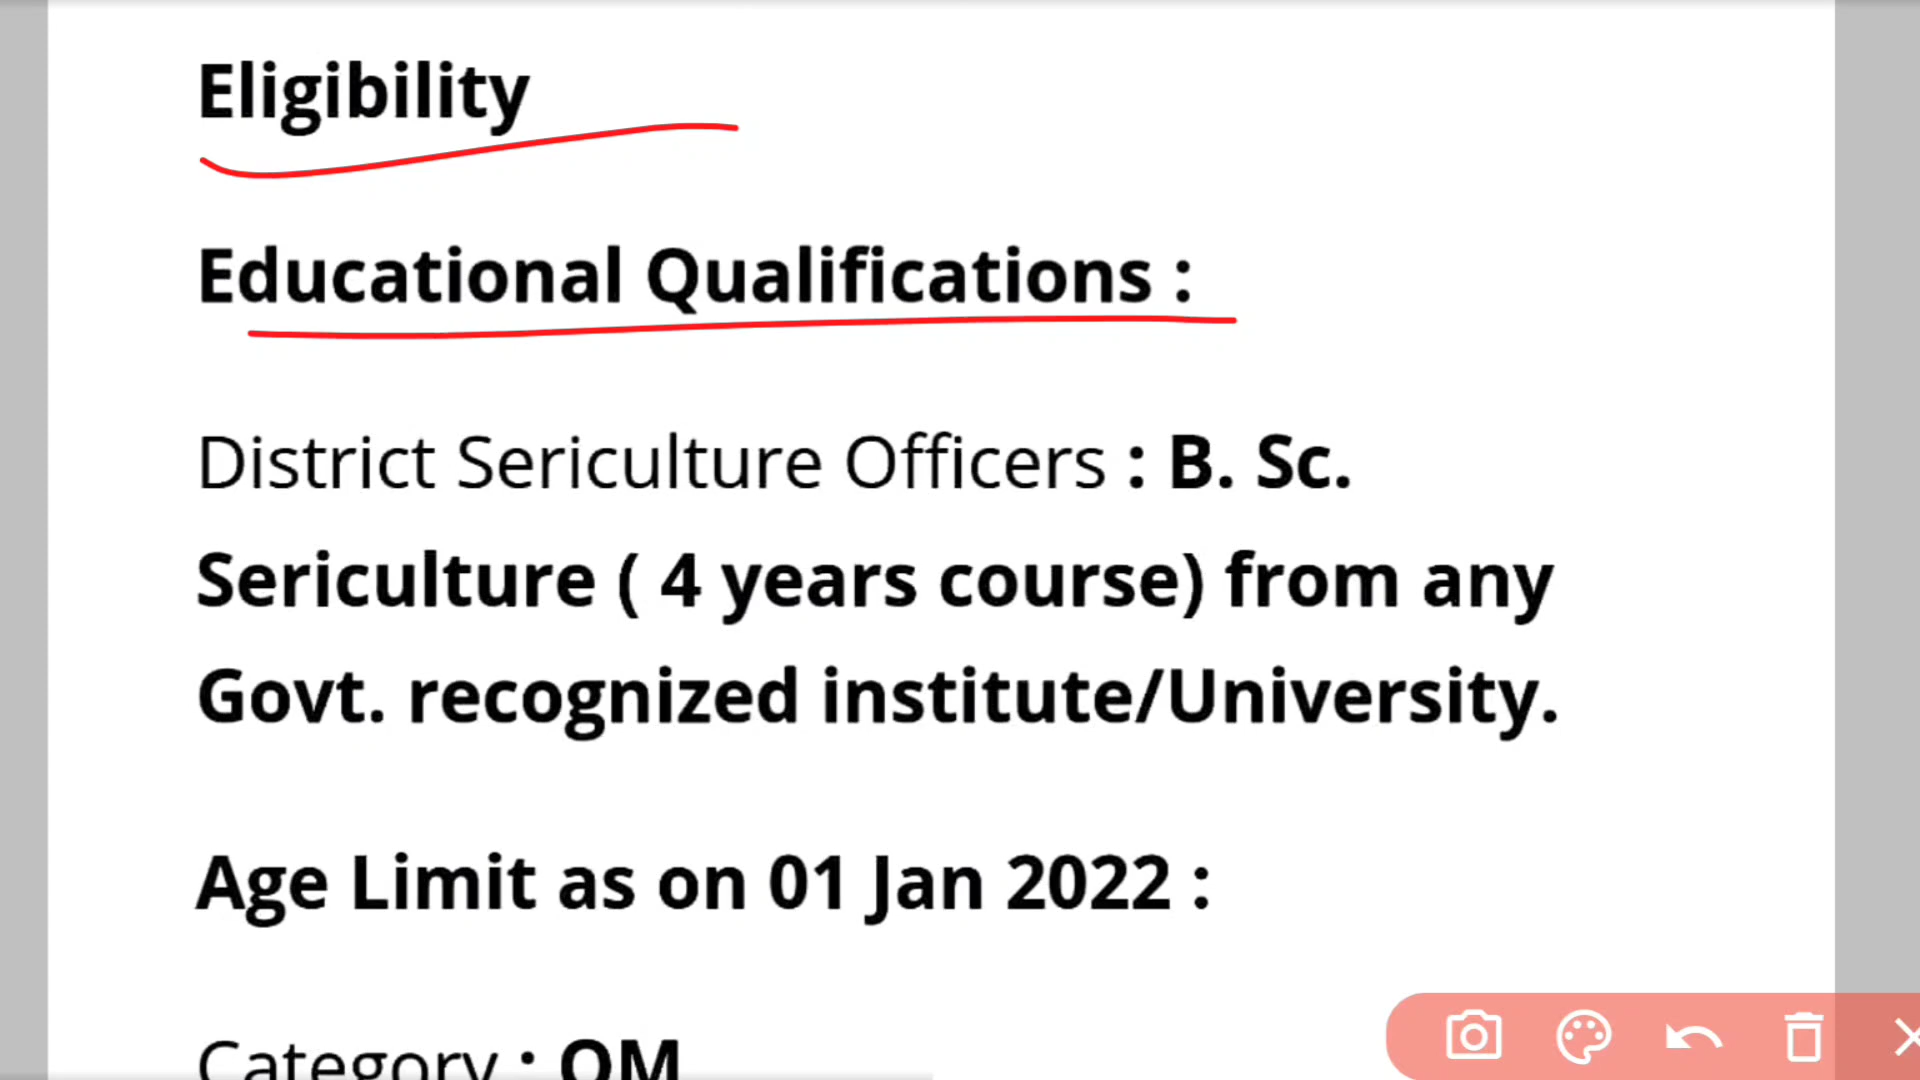 Eligibility
Educational Qualifications :
District Sericulture Officers : B. Sc.
Sericulture ( 4 years course) from any
Govt. recognized institute/University.
Age Limit as on 01 Jan 2022 :
Category : OM